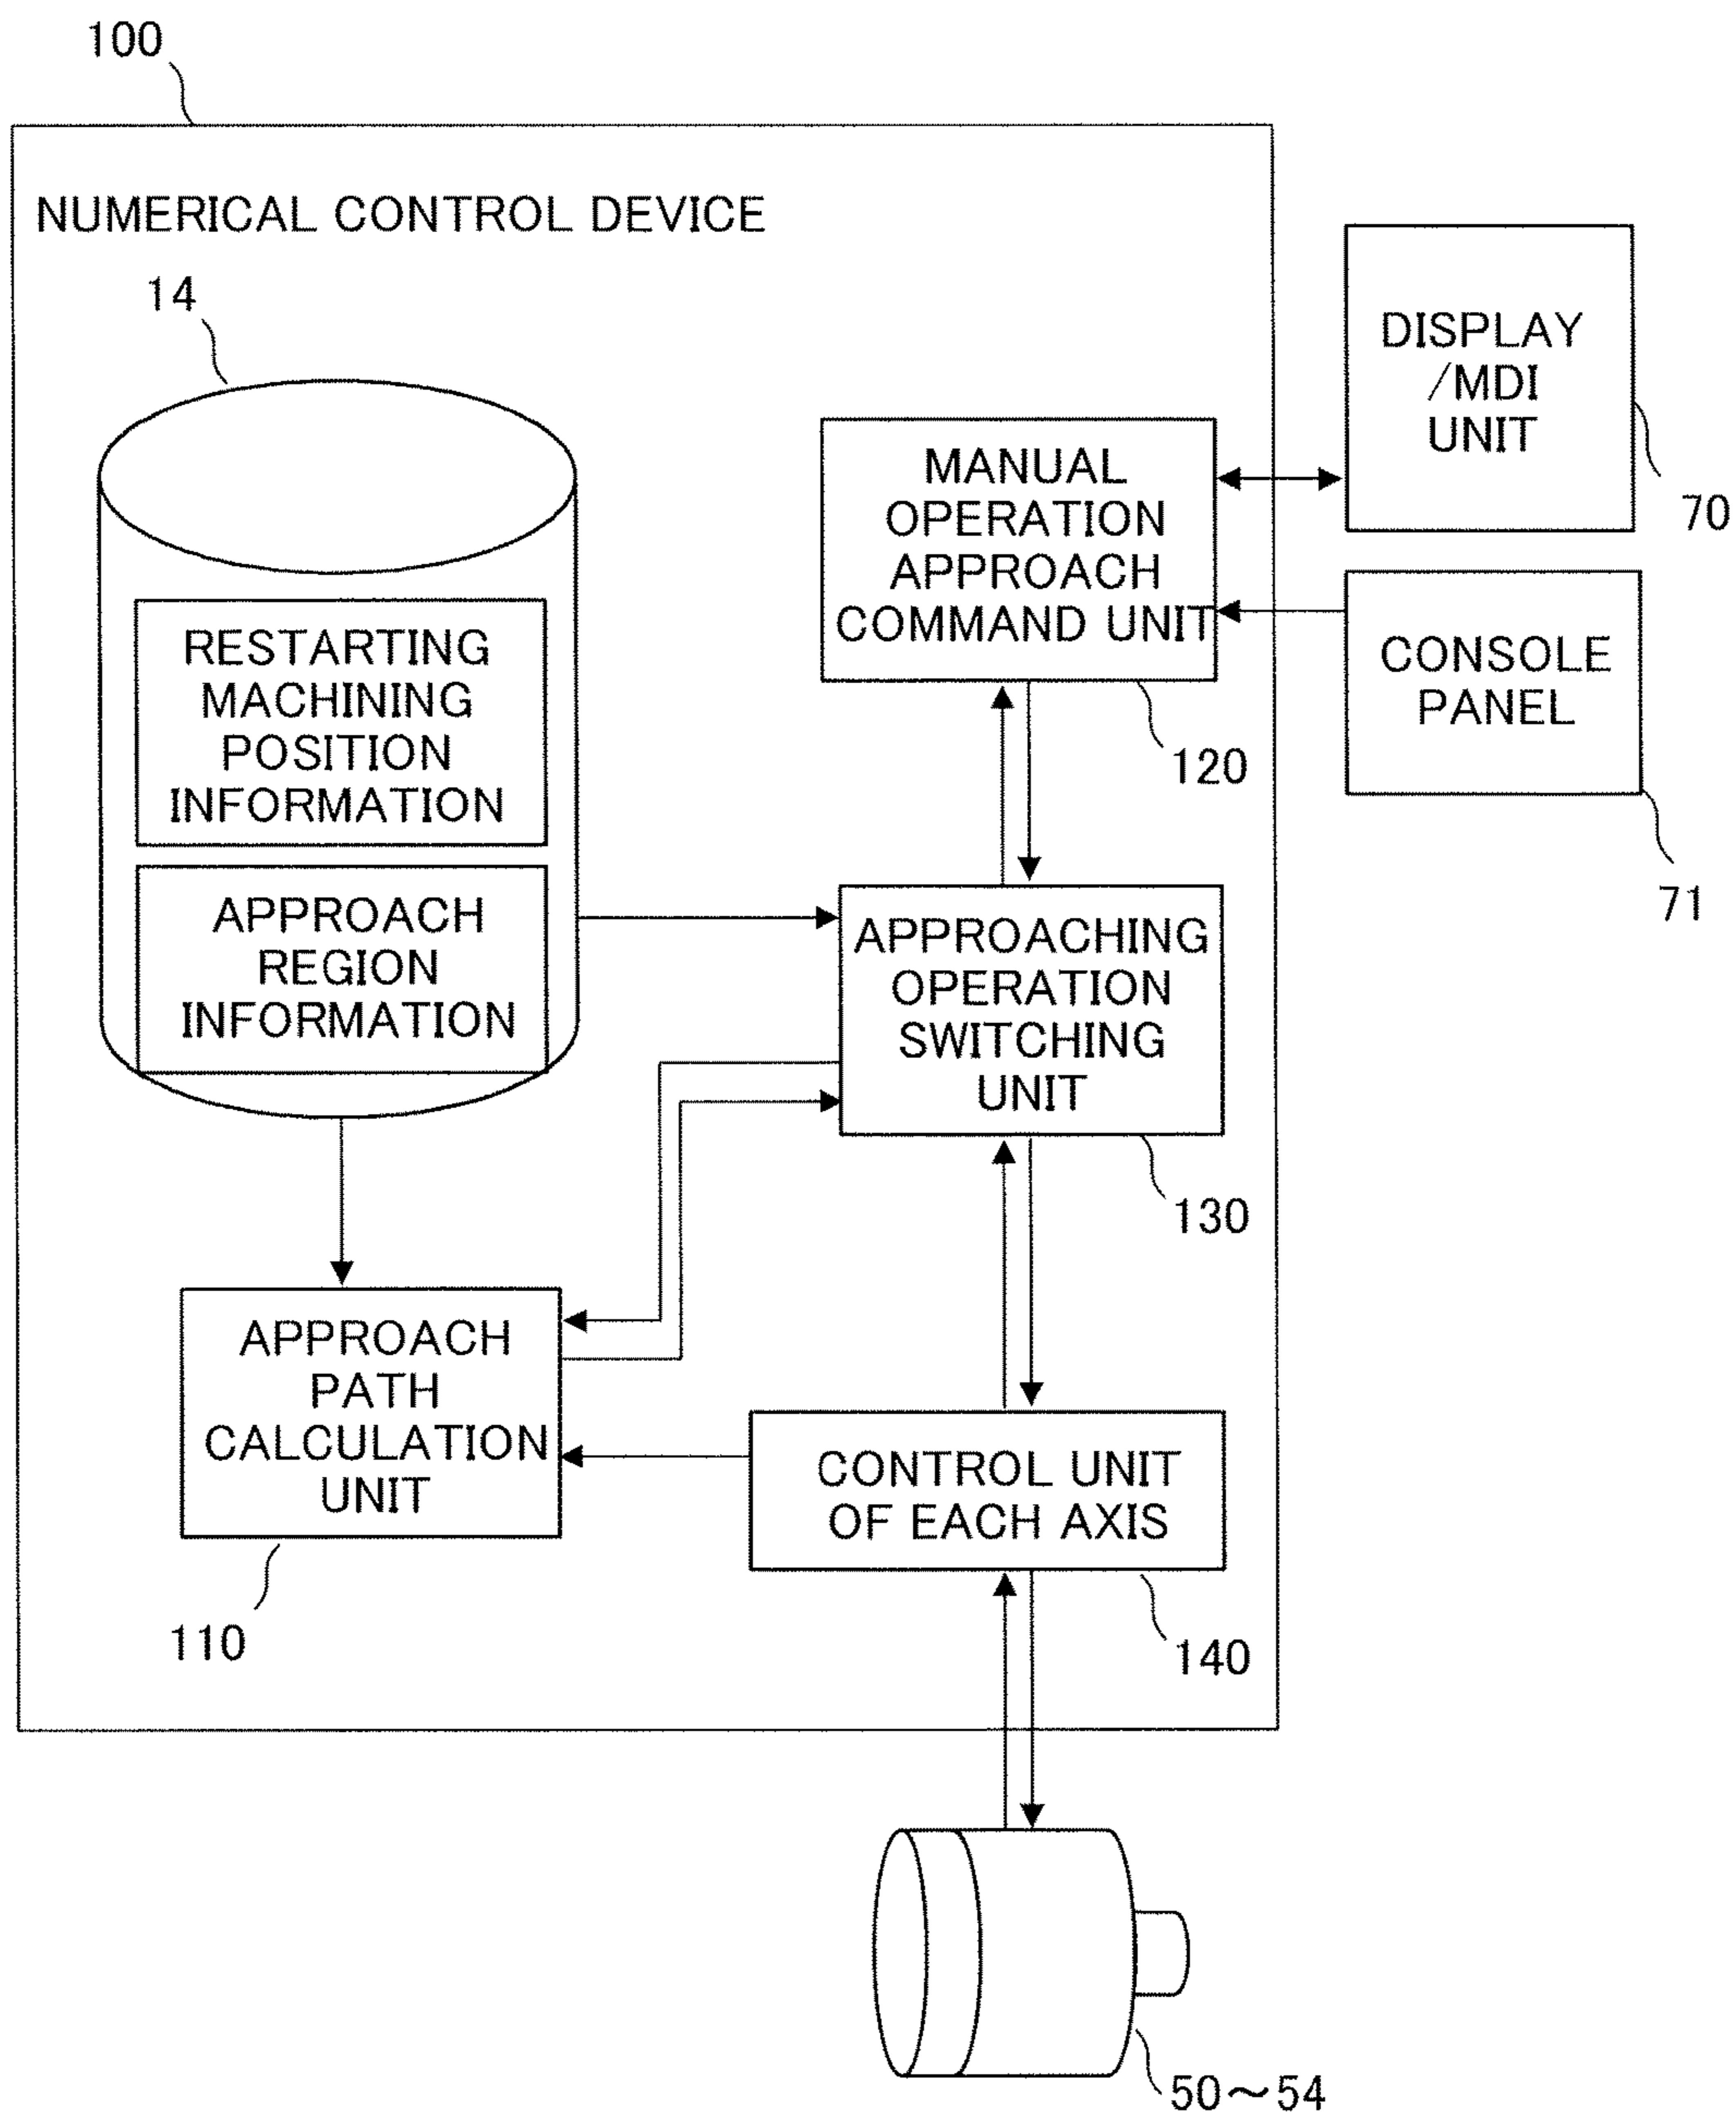 100
NUMERICAL CONTROL DEVICE
14
RESTARTING
MACHINING
POSITION
INFORMATION
APPROACH
REGION
INFORMATION
MANUAL
OPERATION
APPROACH
COMMAND UNIT
120
DISPLAY
/MDI
UNIT
70
CONSOLE
PANEL
71
APPROACHING
OPERATION
SWITCHING
UNIT
130
APPROACH
PATH
CALCULATION
UNIT
110
CONTROL UNIT
OF EACH AXIS
140
50～54